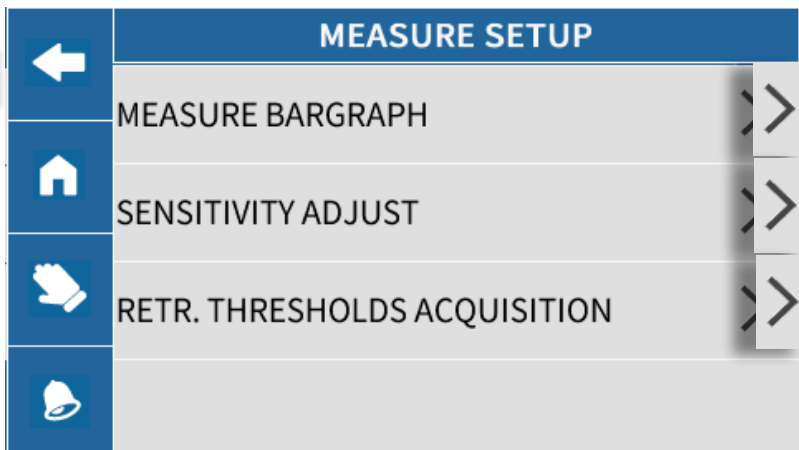 MEASURE SETUP
MEASURE BARGRAPH
SENSITIVITY ADJUST
RETR. THRESHOLDS ACQUISITION